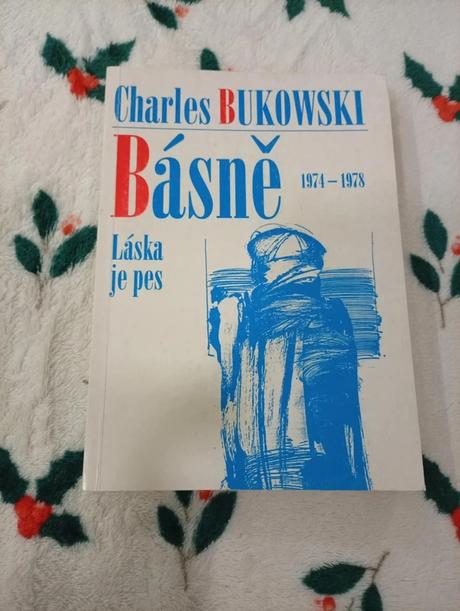 Charles BUKOWSKI
Básně
1974 – 1978
Láska
je pes